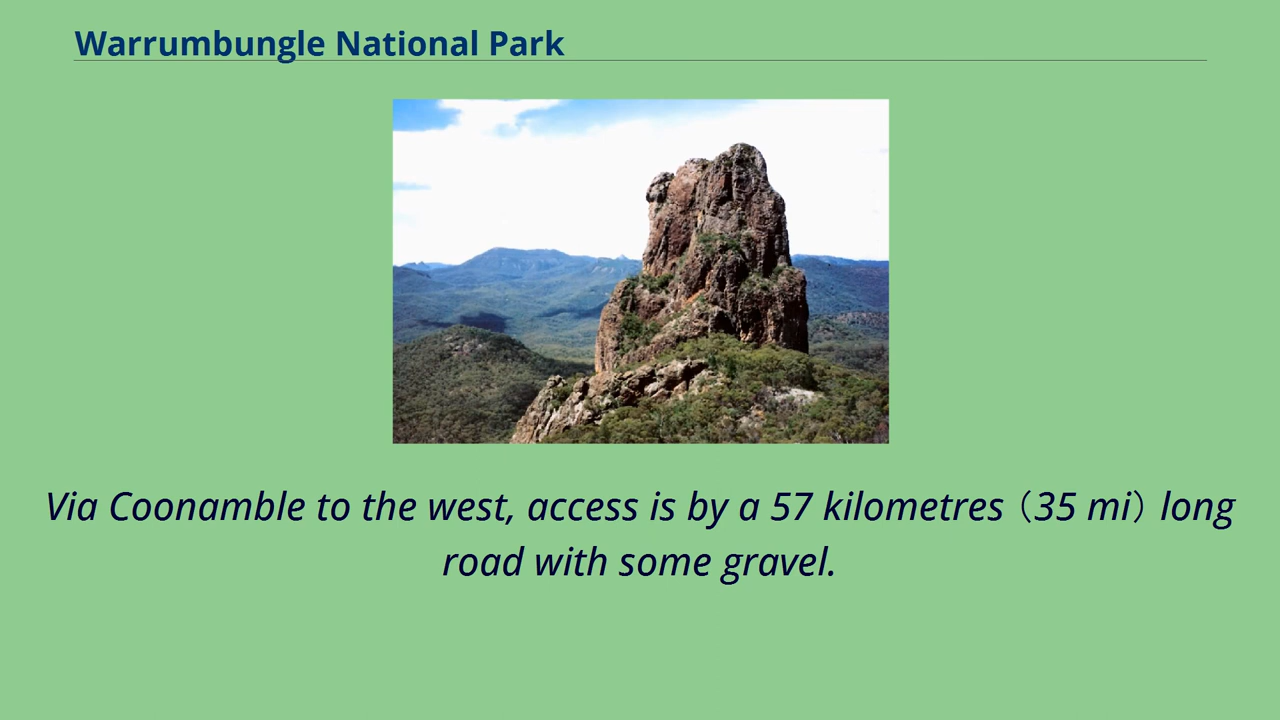 Warrumbungle National Park
Via Coonamble to the west, access is by a 57 kilometres (35 mi) long
road with some gravel.